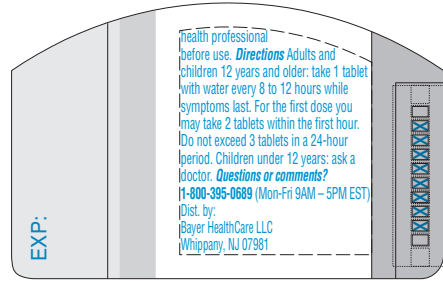 health professional
before use. Directions Adults and
children 12 years and older: take 1 tablet
with water every 8 to 12 hours while
symptoms last. For the first dose you
may take 2 tablets within the first hour.
Do not exceed 3 tablets in a 24-hour
period. Children under 12 years: ask a
doctor. Questions or comments?
1-800-395-0689 (Mon-Fri 9AM – 5PM EST)
Dist. by:
Bayer HealthCare LLC
Whippany, NJ 07981
EXP:
XXXXXXXX